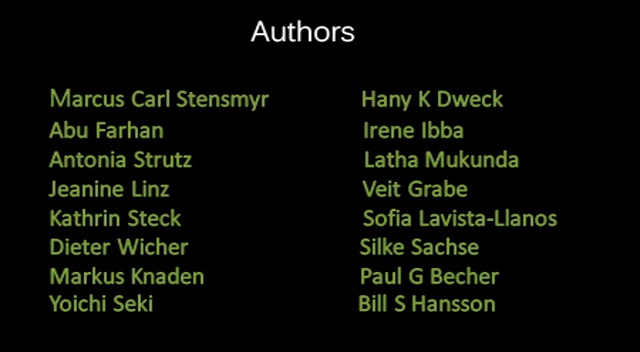 Authors
Marcus Carl Stensmyr
Abu Farhan
Antonia Strutz
Jeanine Linz
Kathrin Steck
Dieter Wicher
Markus Knaden
Yoichi Seki
Hany K Dweck
Irene Ibba
Latha Mukunda
Veit Grabe
Sofia Lavista-Llanos
Silke Sachse
Paul G Becher
Bill S Hansson